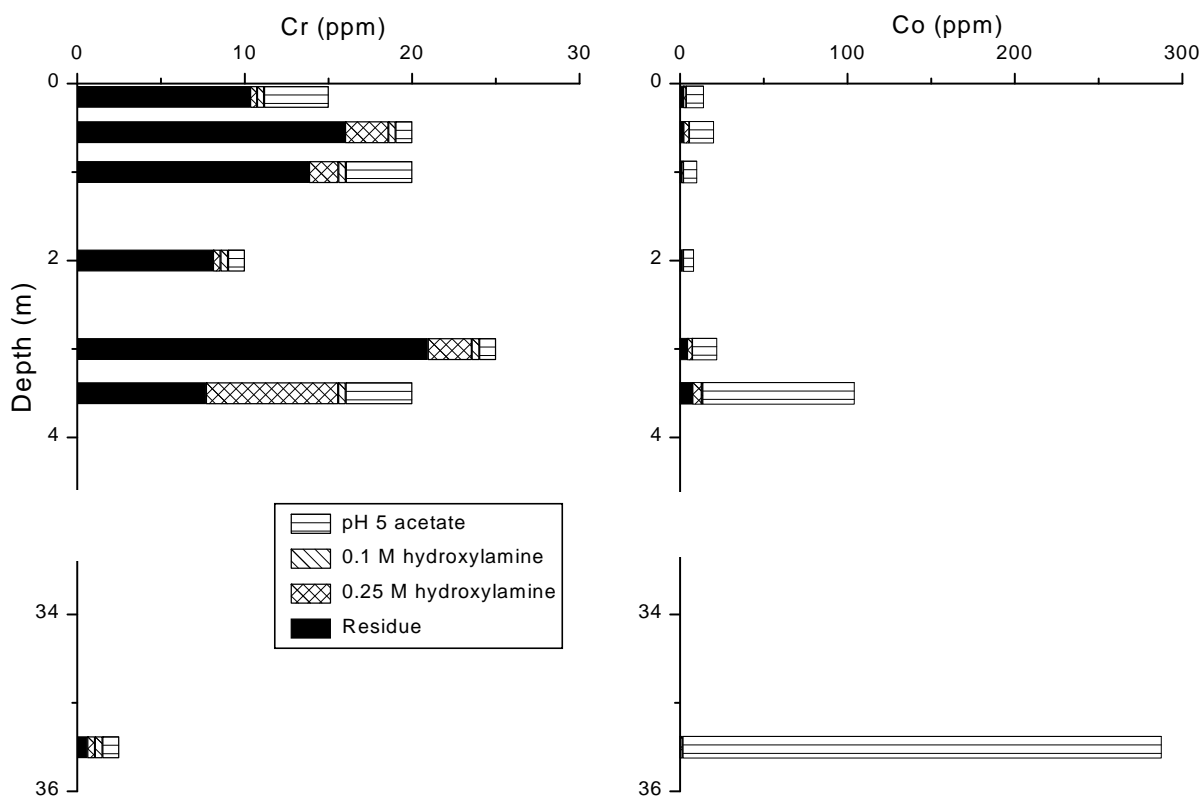 Cr (ppm)
0 10 20 30
Co (ppm)
0 100 200 300
Depth (m)
0
2
4
34
36
0
2
4
34
36
pH 5 acetate
0.1 M hydroxylamine
0.25 M hydroxylamine
Residue